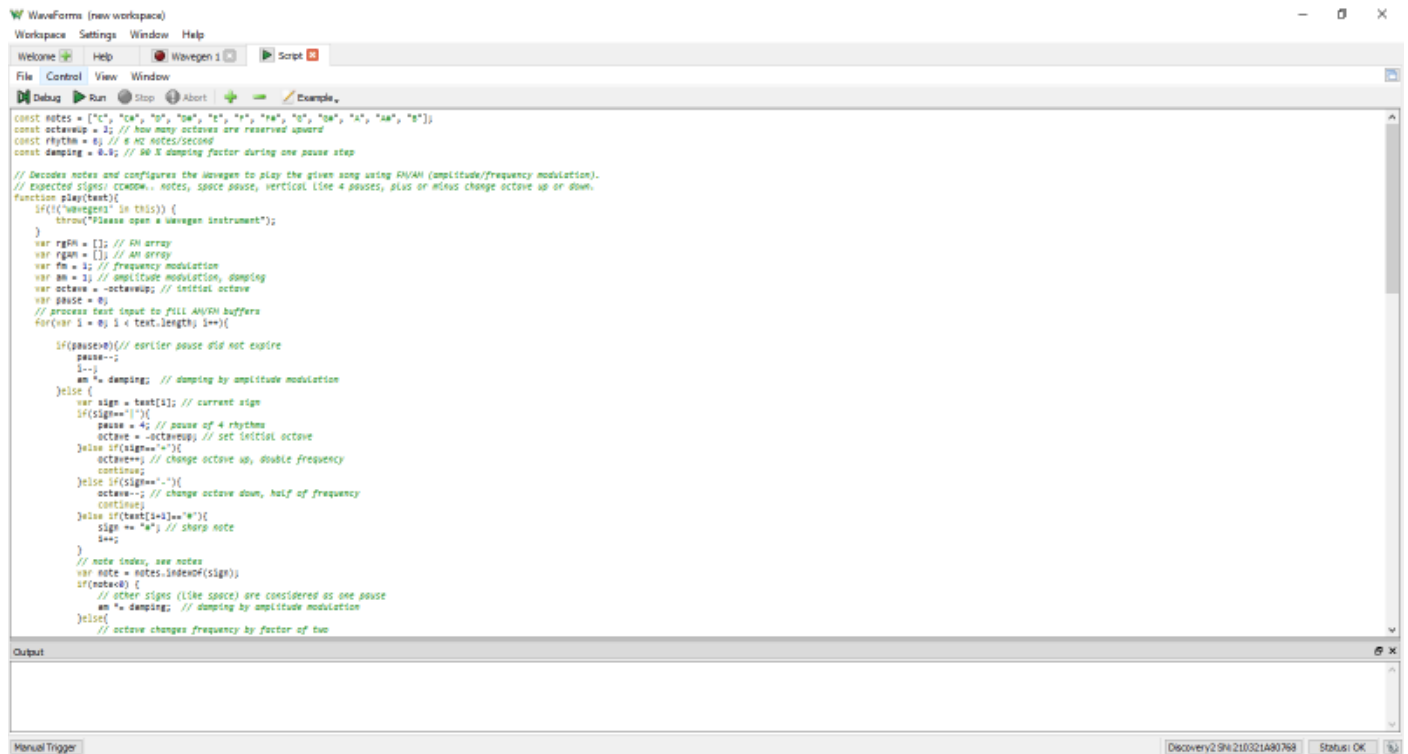 WaveForms (new workspace)
Workspace Settings Window Help
Welcome Help Wavegen 1 Script
File Control View Window
Debug Run Stop Abort Example
const notes = ["C", "C#", "D", "D#", "E", "F", "F#", "G", "G#", "A", "A#", "B"];
const octaveUp = 1; // how many octaves are reserved upward
const rhythm = 6; // 6 Hz notes/second
const damping = 0.9; // 90 % damping factor during one pause step
// Decodes notes and configures the Wavegen to play the given song using FM/AM (amplitude/frequency modulation).
// Expected signs: CC#DD#.. notes, space pause, vertical line 4 pauses, plus or minus change octave up or down.
function play(text){
if(!("Wavegen1" in this)) {
throw("Please open a Wavegen instrument");
}
var rgFM = []; // FM array
var rgAM = []; // AM array
var fm = 1; // frequency modulation
var am = 1; // amplitude modulation, damping
var octave = -octaveUp; // initial octave
var pause = 0;
// process text input to fill AM/FM buffers
for(var i = 0; i < text.length; i++){
if(pause>0){// earlier pause did not expire
pause--;
i--;
am *= damping; // damping by amplitude modulation
}else {
var sign = text[i]; // current sign
if(sign=="|"){
pause = 4; // pause of 4 rhythms
octave = -octaveUp; // set initial octave
}else if(sign=="+"){
octave++; // change octave up, double frequency
continue;
}else if(sign=="-"){
octave--; // change octave down, half of frequency
continue;
}else if(text[i+1]=="#"){
sign += "#"; // sharp note
i++;
}
// note index, see notes
var note = notes.indexOf(sign);
if(note<0) {
// other signs (like space) are considered as one pause
am *= damping; // damping by amplitude modulation
}else{
// octave changes frequency by factor of two
Output
Manual Trigger Discovery2 SN:210321A80768 Status: OK